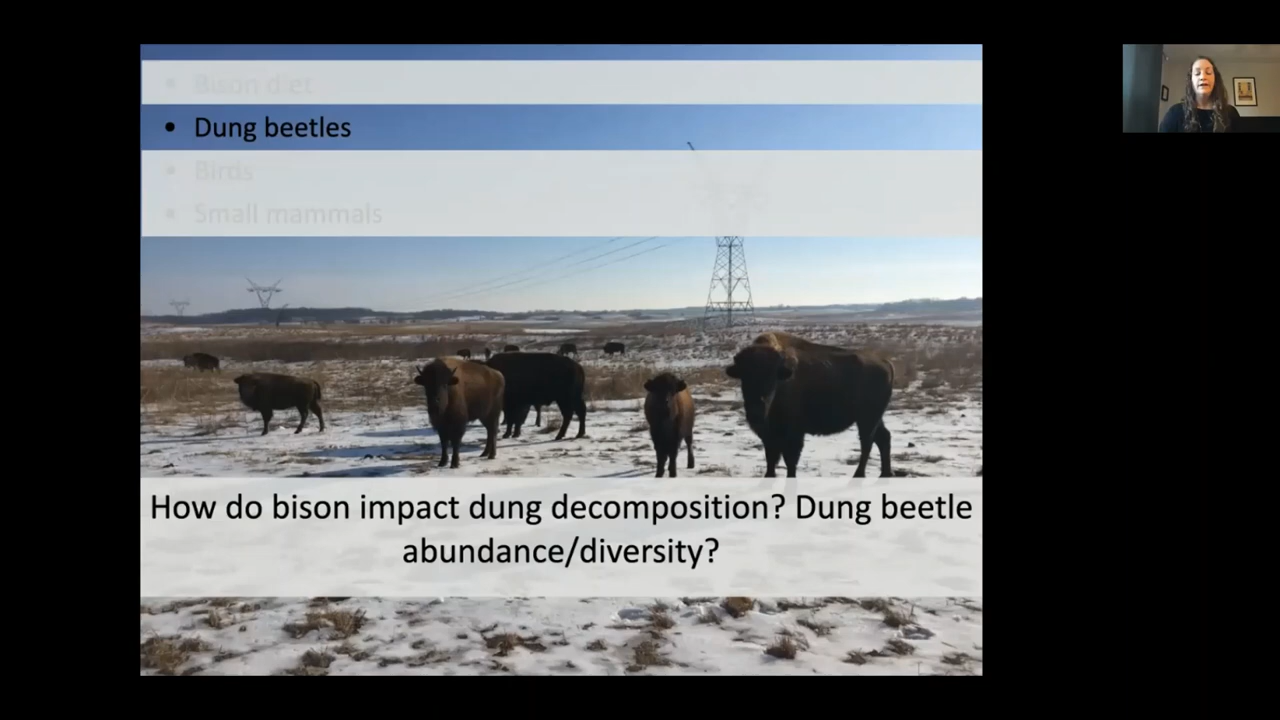 • Bison diet
• Dung beetles
• Birds
• Small mammals
How do bison impact dung decomposition? Dung beetle
abundance/diversity?